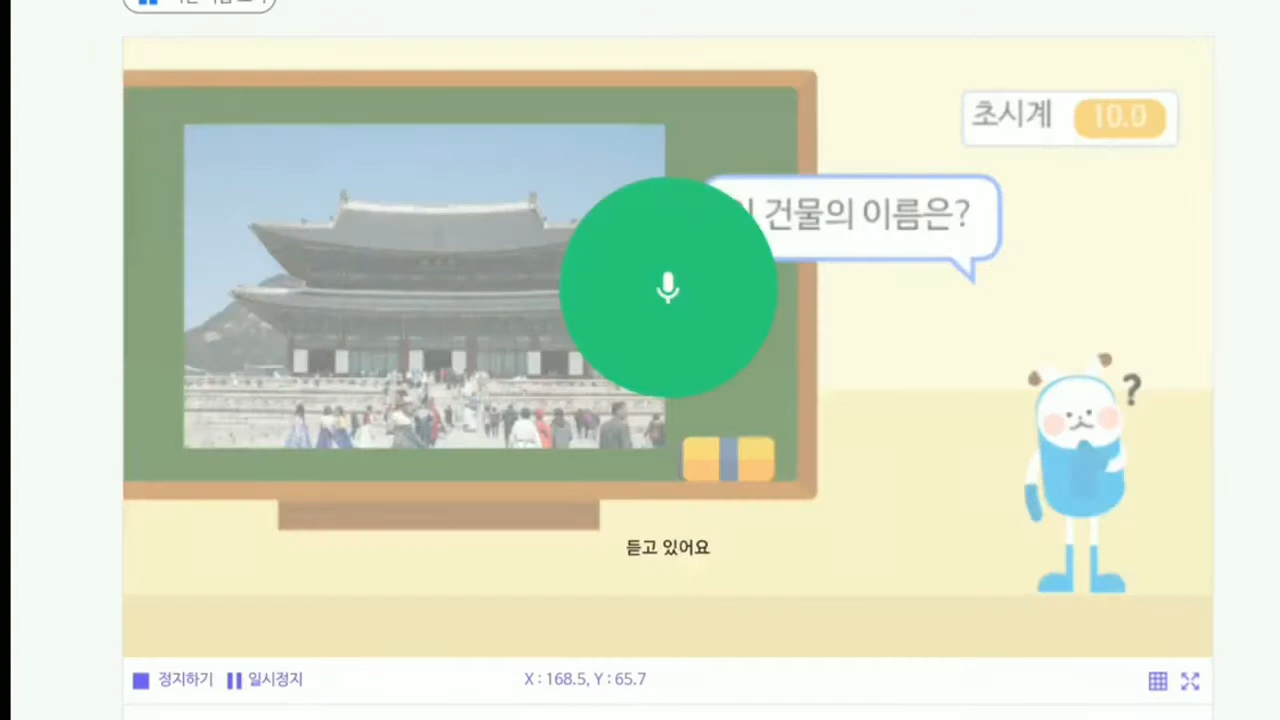 초시계 10.0
건물의 이름은?
듣고 있어요
정지하기 일시정지 X : 168.5, Y : 65.7